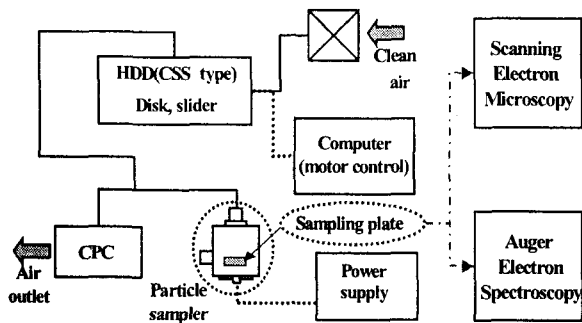 HDD(CSS type)
Disk, slider
Clean
air
Scanning
Electron
Microscopy
Computer
(motor control)
CPC
Air
outlet
Particle
sampler
Sampling plate
Power
supply
Auger
Electron
Spectroscopy